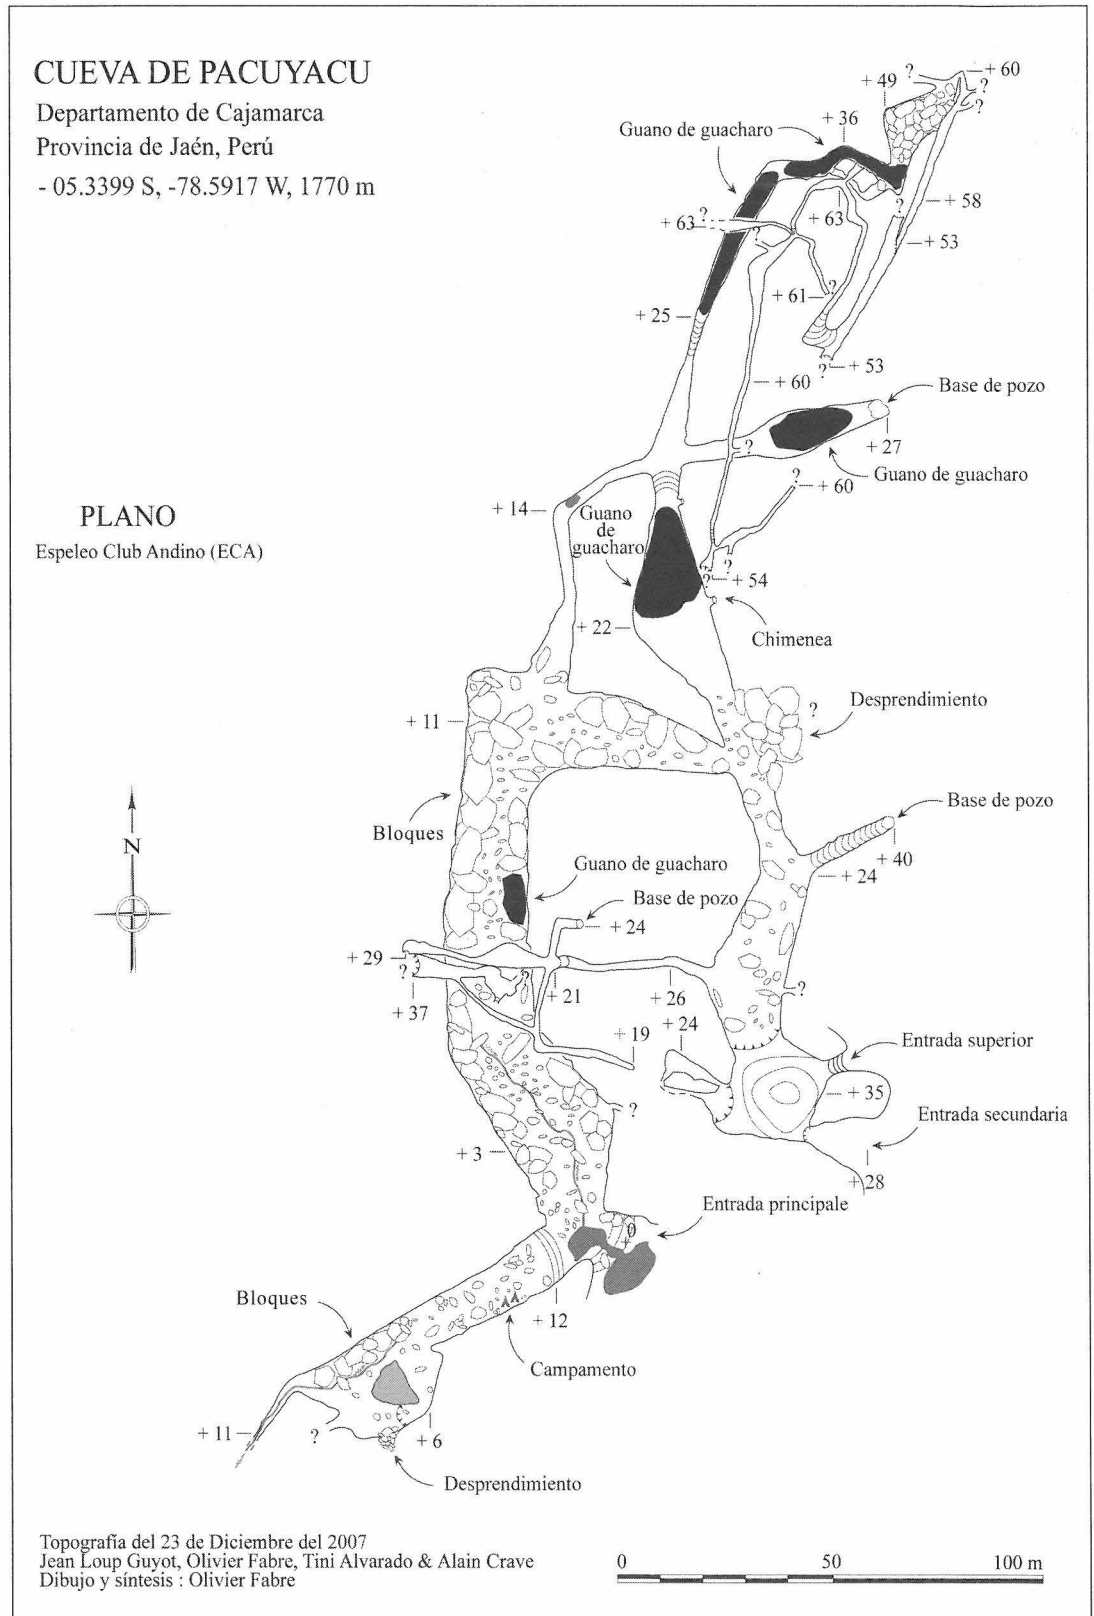 CUEVA DE PACUYACU
Departamento de Cajamarca
Provincia de Jaén, Perú
- 05.3399 S, -78.5917 W, 1770 m
? + 60
+ 49 ?
?
+ 36
Guano de guacharo
+ 58
?
+ 63 ?
+ 63
?
+ 53
+ 61 ?
+ 25
? + 53
+ 60
Base de pozo
+ 27
?
Guano de guacharo
?
+ 60
PLANO
Espeleo Club Andino (ECA)
+ 14
Guano
de
guacharo
?
? + 54
?
+ 22
Chimenea
Desprendimiento
?
+ 11
Base de pozo
Bloques
N
+ 40
+ 24
Guano de guacharo
Base de pozo
+ 24
+ 29
?
?
+ 21
+ 26
?
+ 37
+ 19
+ 24
Entrada superior
+ 35
Entrada secundaria
?
+ 3
+ 28
Entrada principale
0
+
Bloques
+ 12
Campamento
+ 11
?
+ 6
Desprendimiento
Topografía del 23 de Diciembre del 2007
Jean Loup Guyot, Olivier Fabre, Tini Alvarado & Alain Crave
Dibujo y síntesis : Olivier Fabre
0 50 100 m